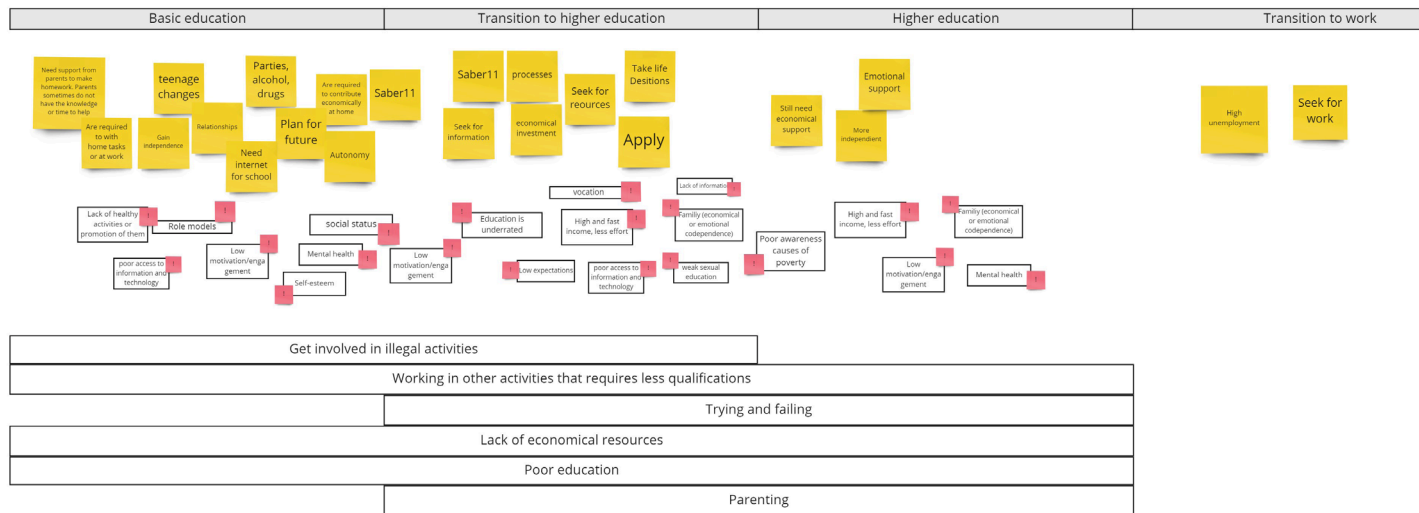 Basic education
Transition to higher education
Higher education
Transition to work
Need support from
parents to make
homework. Parents
sometimes do not
have the knowledge
or time to help
teenage
changes
Parties,
alcohol,
drugs
Are required
to contribute
economically
at home
Saber11
Are required
to with
home tasks
or at work
Gain
independence
Relationships
Need
internet
for school
Plan for
future
Autonomy
Saber11
processes
Seek for
reources
Take life
Desitions
Seek for
information
economical
investment
Apply
Emotional
support
Still need
economical
support
More
independent
High
unemployment
Seek for
work
Lack of healthy
activities or
promotion of them
!
Role models
!
social status
!
Low
motivation/enga
gement
!
Mental health
!
poor access to
information and
technology
!
Self-esteem
!
vocation
!
Lack of information
!
Education is
underrated
!
High and fast
income, less effort
!
Familiy (economical
or emotional
codependence)
!
Low
motivation/enga
gement
!
Low expectations
!
poor access to
information and
technology
!
weak sexual
education
!
Poor awareness
causes of
poverty
!
High and fast
income, less effort
!
Familiy (economical
or emotional
codependence)
!
Low
motivation/enga
gement
!
Mental health
!
Get involved in illegal activities
Working in other activities that requires less qualifications
Trying and failing
Lack of economical resources
Poor education
Parenting